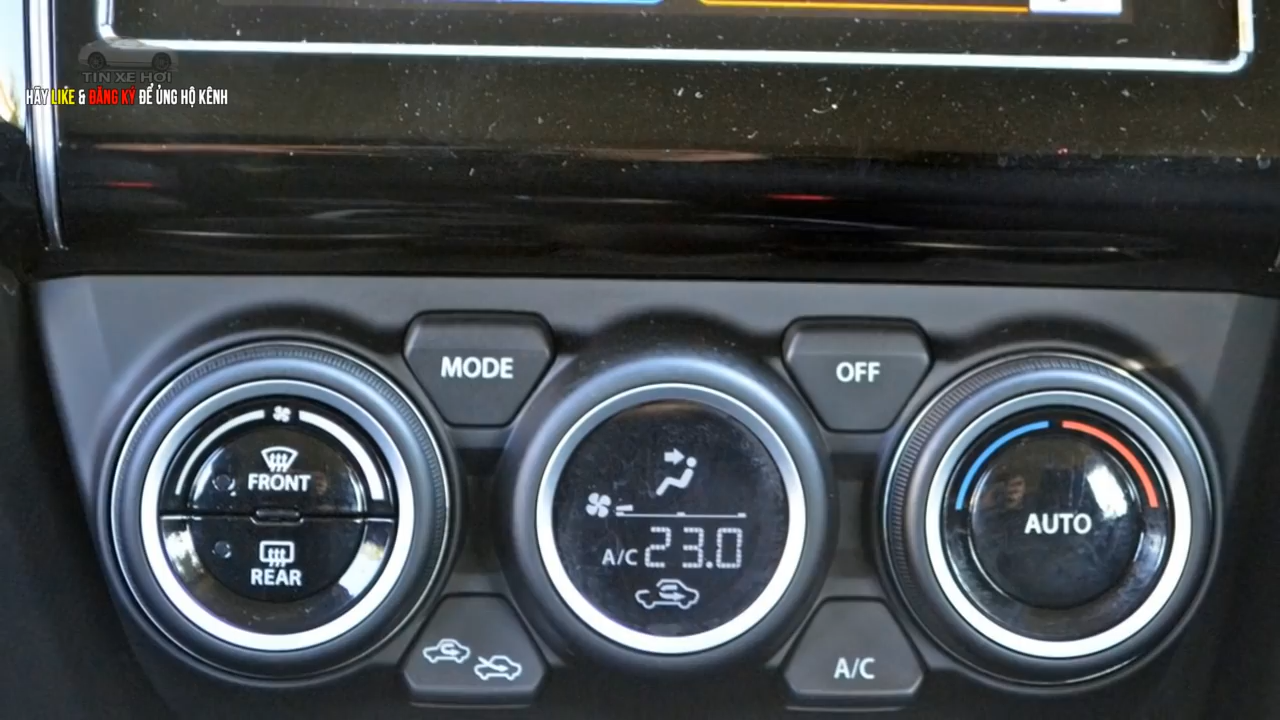 TIN XE HƠI
HÃY LIKE & ĐĂNG KÝ ĐỂ ỦNG HỘ KÊNH
MODE
OFF
FRONT
REAR
A/C 23.0
AUTO
A/C